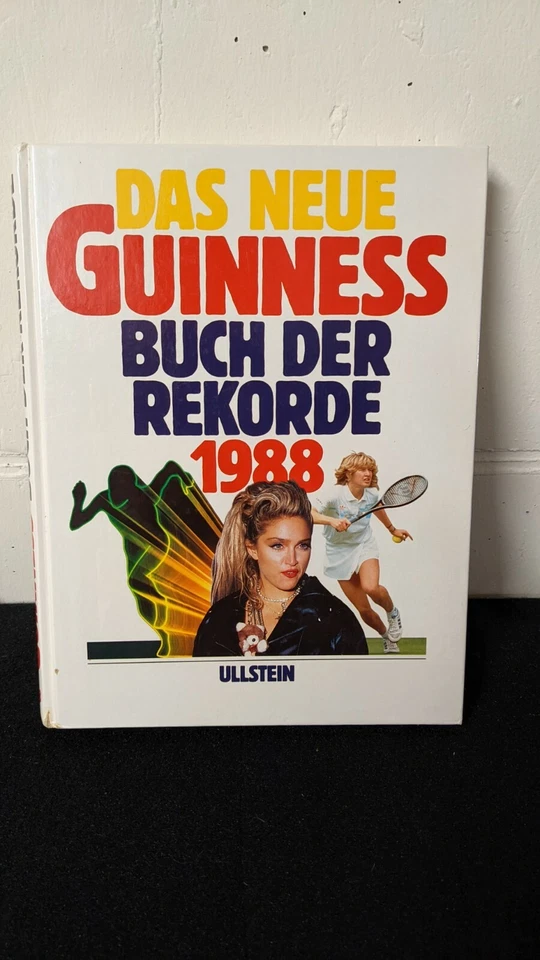 DAS NEUE
GUINNESS
BUCH DER
REKORDE
1988
ULLSTEIN